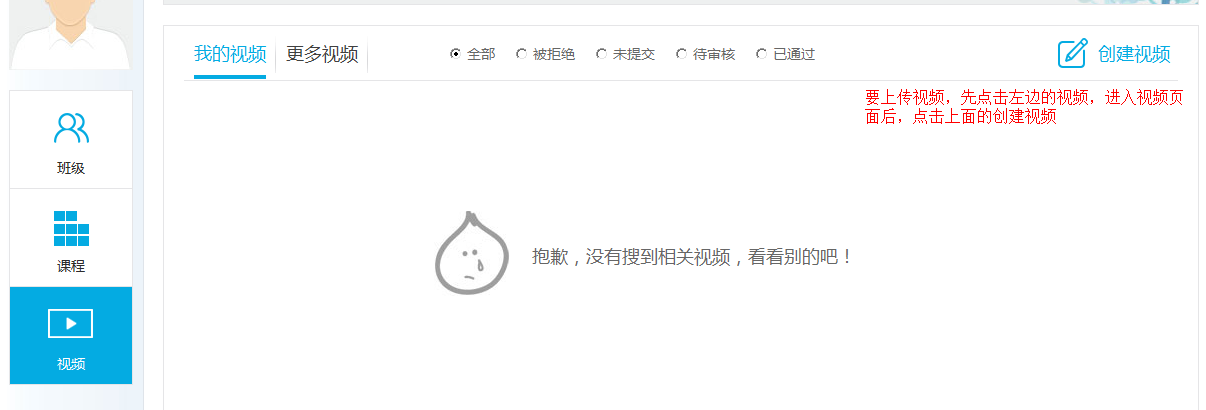 我的视频 更多视频 全部 被拒绝 未提交 待审核 已通过 创建视频
要上传视频，先点击左边的视频，进入视频页
面后，点击上面的创建视频
班级
课程
抱歉，没有搜到相关视频，看看别的吧！
视频